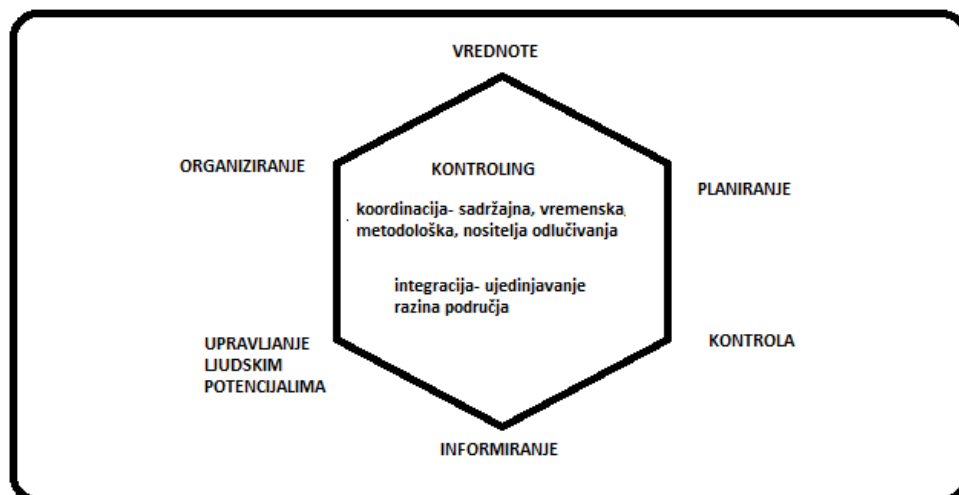 VREDNOTE
ORGANIZIRANJE
KONTROLING
PLANIRANJE
koordinacija- sadržajna, vremenska,
metodološka, nositelja odlučivanja
integracija- ujedinjavanje
razina područja
UPRAVLJANJE
LJUDSKIM
POTENCIJALIMA
KONTROLA
INFORMIRANJE